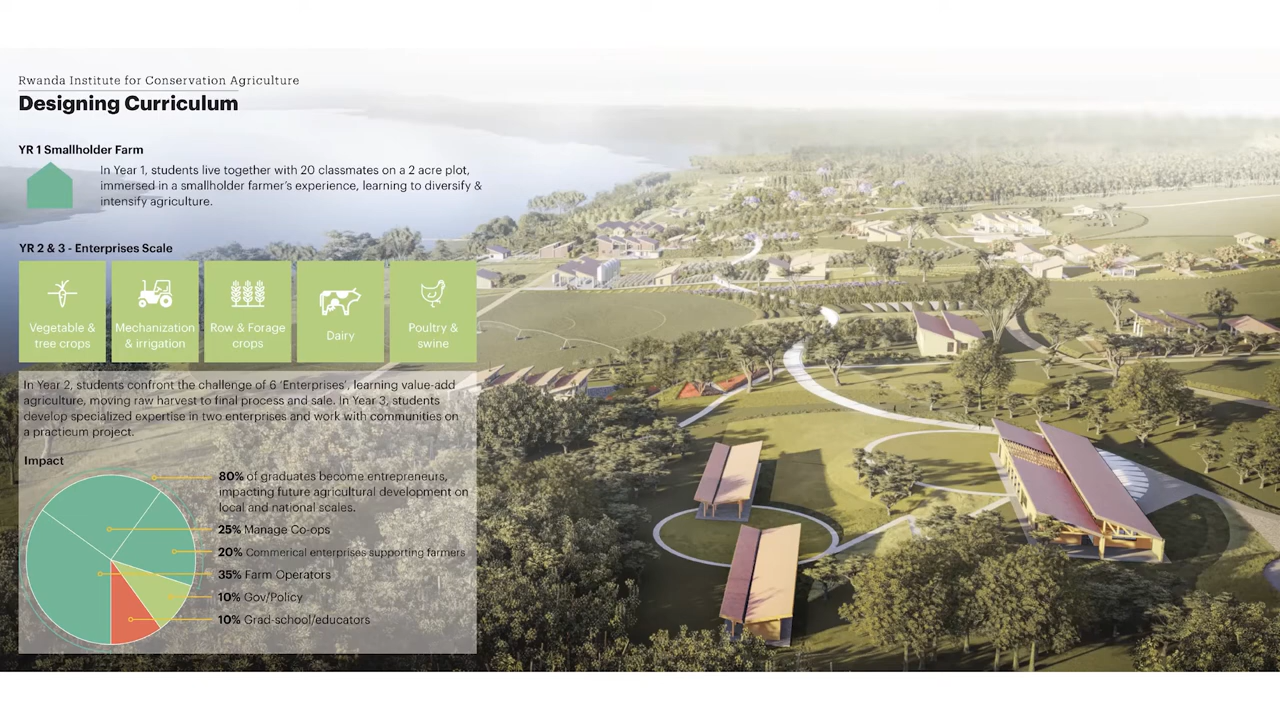 Rwanda Institute for Conservation Agriculture
Designing Curriculum
YR 1 Smallholder Farm
In Year 1, students live together with 20 classmates on a 2 acre plot,
immersed in a smallholder farmer's experience, learning to diversify &
intensify agriculture.
YR 2 & 3 - Enterprises Scale
Vegetable &
tree crops
Mechanization
& irrigation
Row & Forage
crops
Dairy
Poultry &
swine
In Year 2, students confront the challenge of 6 'Enterprises', learning value-add
agriculture, moving raw harvest to final process and sale. In Year 3, students
develop specialized expertise in two enterprises and work with communities on
a practicum project.
Impact
80% of graduates become entrepreneurs,
impacting future agricultural development on
local and national scales.
25% Manage Co-ops
20% Commerical enterprises supporting farmers
35% Farm Operators
10% Gov/Policy
10% Grad-school/educators